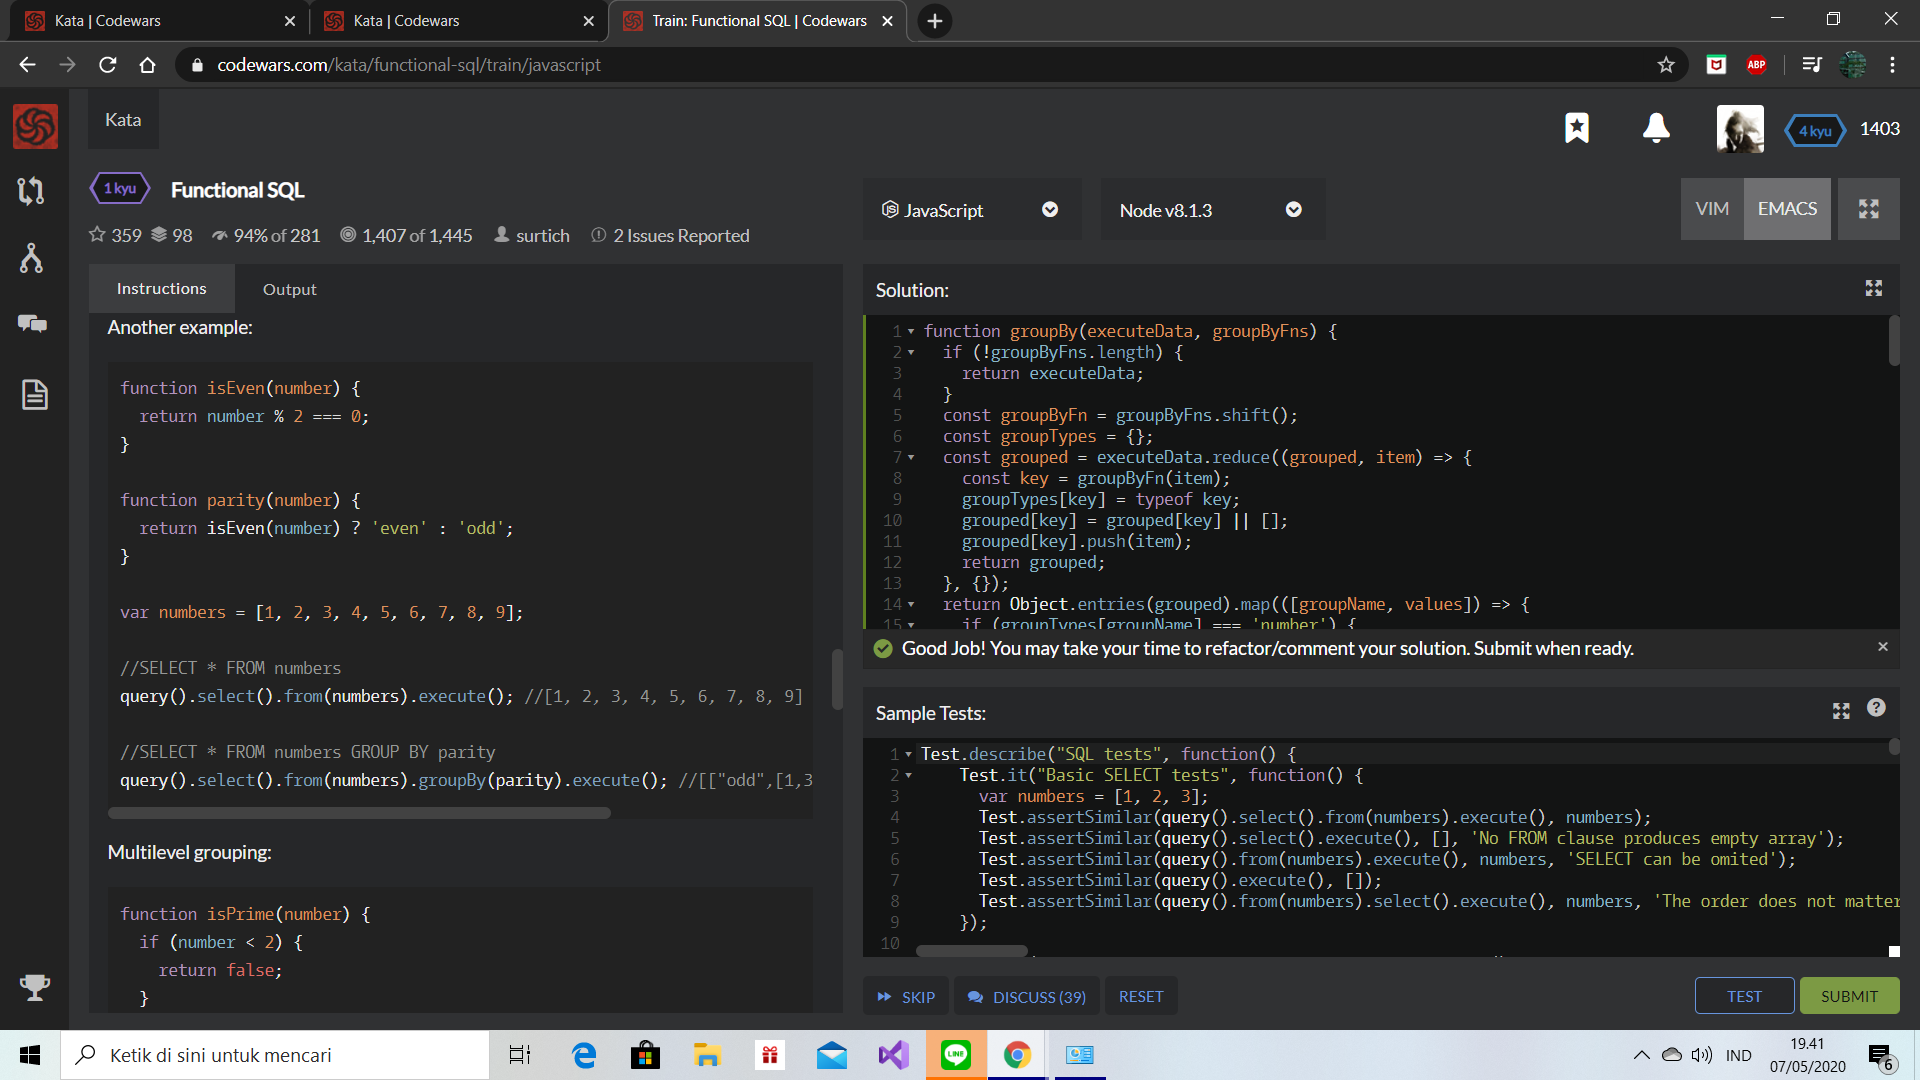 Kata | Codewars
Kata | Codewars
Train: Functional SQL | Codewars
codewars.com/kata/functional-sql/train/javascript
ABP
Kata
4 kyu
1403
1 kyu
Functional SQL
359
98
94% of 281
1,407 of 1,445
surtich
2 Issues Reported
JavaScript
Node v8.1.3
VIM
EMACS
Instructions
Output
Another example:
function isEven(number) {
return number % 2 === 0;
}
function parity(number) {
return isEven(number) ? 'even' : 'odd';
}
var numbers = [1, 2, 3, 4, 5, 6, 7, 8, 9];
//SELECT * FROM numbers
query().select().from(numbers).execute(); //[1, 2, 3, 4, 5, 6, 7, 8, 9]
//SELECT * FROM numbers GROUP BY parity
query().select().from(numbers).groupBy(parity).execute(); //[["odd",[1,3
Multilevel grouping:
function isPrime(number) {
if (number < 2) {
return false;
}
Solution:
1 function groupBy(executeData, groupByFns) {
2 if (!groupByFns.length) {
3 return executeData;
4 }
5 const groupByFn = groupByFns.shift();
6 const groupTypes = {};
7 const grouped = executeData.reduce((grouped, item) => {
8 const key = groupByFn(item);
9 groupTypes[key] = typeof key;
10 grouped[key] = grouped[key] || [];
11 grouped[key].push(item);
12 return grouped;
13 }, {});
14 return Object.entries(grouped).map(([groupName, values]) => {
15 if (groupTypes[groupName] === 'number') {
Good Job! You may take your time to refactor/comment your solution. Submit when ready.
Sample Tests:
1 Test.describe("SQL tests", function() {
2 Test.it("Basic SELECT tests", function() {
3 var numbers = [1, 2, 3];
4 Test.assertSimilar(query().select().from(numbers).execute(), numbers);
5 Test.assertSimilar(query().select().execute(), [], 'No FROM clause produces empty array');
6 Test.assertSimilar(query().from(numbers).execute(), numbers, 'SELECT can be omited');
7 Test.assertSimilar(query().execute(), []);
8 Test.assertSimilar(query().from(numbers).select().execute(), numbers, 'The order does not matter
9 });
10
SKIP
DISCUSS (39)
RESET
TEST
SUBMIT
Ketik di sini untuk mencari
LINE
IND
19.41
07/05/2020
6